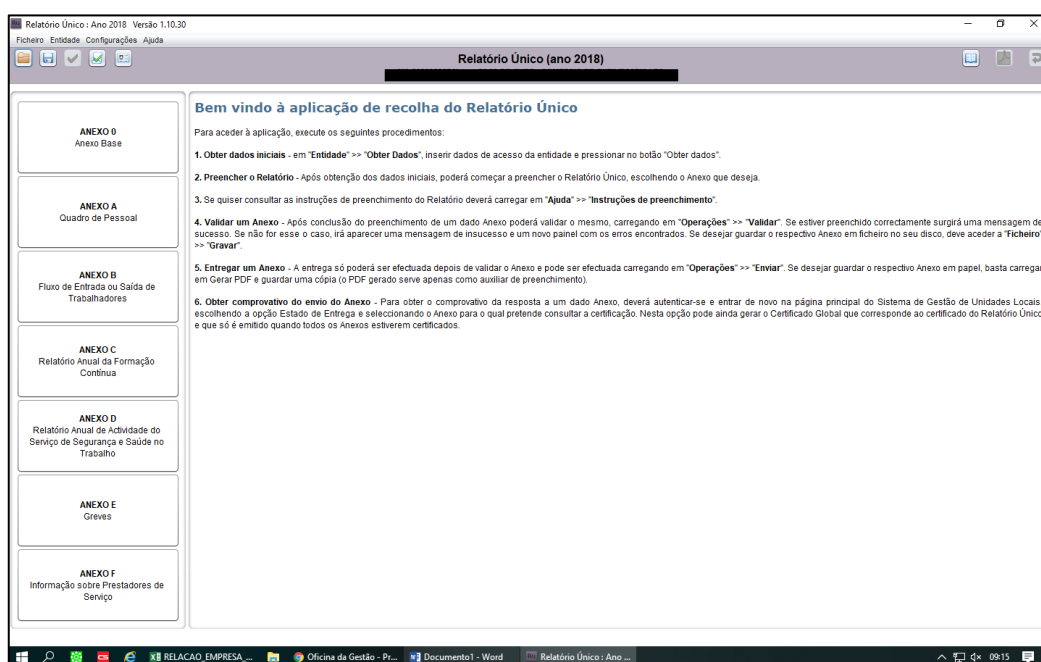 Relatório Único : Ano 2018 Versão 1.10.30
Ficheiro Entidade Configurações Ajuda
Relatório Único (ano 2018)
ANEXO 0
Anexo Base
ANEXO A
Quadro de Pessoal
ANEXO B
Fluxo de Entrada ou Saída de
Trabalhadores
ANEXO C
Relatório Anual da Formação
Contínua
ANEXO D
Relatório Anual de Actividade do
Serviço de Segurança e Saúde no
Trabalho
ANEXO E
Greves
ANEXO F
Informação sobre Prestadores de
Serviço
Bem vindo à aplicação de recolha do Relatório Único
Para aceder à aplicação, execute os seguintes procedimentos:
1. Obter dados iniciais - em "Entidade" >> "Obter Dados", inserir dados de acesso da entidade e pressionar no botão "Obter dados".
2. Preencher o Relatório - Após obtenção dos dados iniciais, poderá começar a preencher o Relatório Único, escolhendo o Anexo que deseja.
3. Se quiser consultar as instruções de preenchimento do Relatório deverá carregar em "Ajuda" >> "Instruções de preenchimento".
4. Validar um Anexo - Após conclusão do preenchimento de um dado Anexo poderá validar o mesmo, carregando em "Operações" >> "Validar". Se estiver preenchido correctamente surgirá uma mensagem de
sucesso. Se não for esse o caso, irá aparecer uma mensagem de insucesso e um novo painel com os erros encontrados. Se desejar guardar o respectivo Anexo em ficheiro no seu disco, deve aceder a "Ficheiro"
>> "Gravar".
5. Entregar um Anexo - A entrega só poderá ser efectuada depois de validar o Anexo e pode ser efectuada carregando em "Operações" >> "Enviar". Se desejar guardar o respectivo Anexo em papel, basta carregar
em Gerar PDF e guardar uma cópia (o PDF gerado serve apenas como auxiliar de preenchimento).
6. Obter comprovativo do envio do Anexo - Para obter o comprovativo da resposta a um dado Anexo, deverá autenticar-se e entrar de novo na página principal do Sistema de Gestão de Unidades Locais,
escolhendo a opção Estado de Entrega e seleccionando o Anexo para o qual pretende consultar a certificação. Nesta opção pode ainda gerar o Certificado Global que corresponde ao certificado do Relatório Único
e que só é emitido quando todos os Anexos estiverem certificados.
RELACAO_EMPRESA_... Oficina da Gestão - Pr... Documento1 - Word Relatório Único : Ano ... 09:15